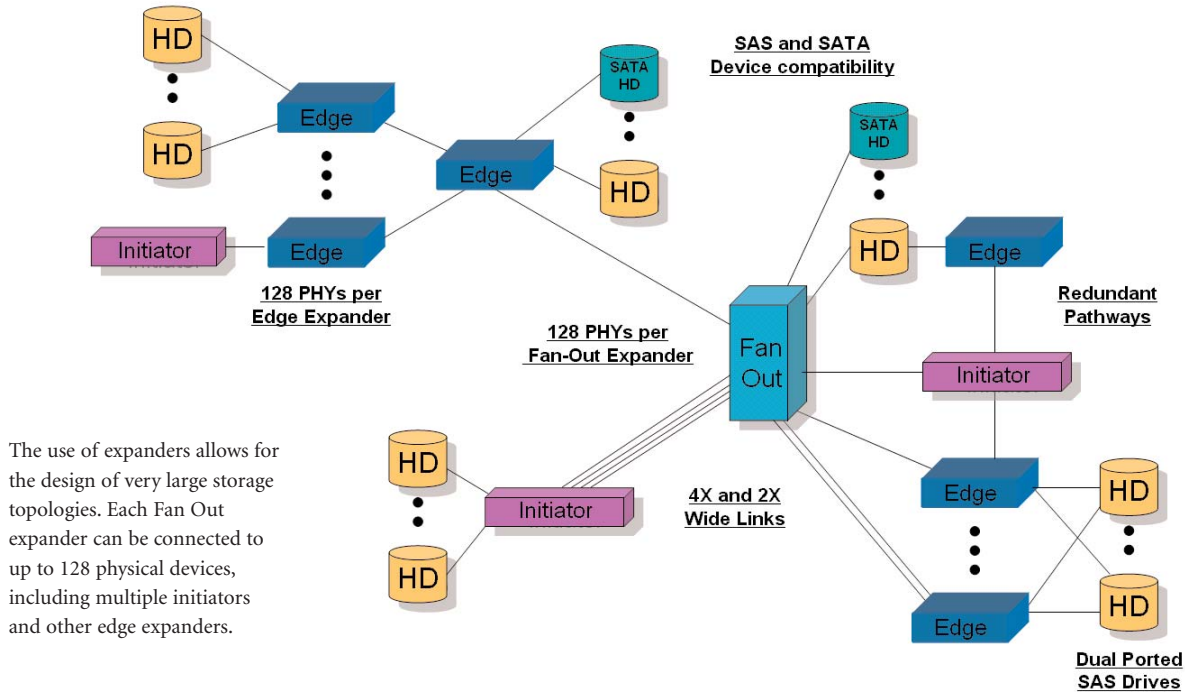 HD
SAS and SATA
Device compatibility
SATA
HD
Edge
SATA
HD
HD
Edge
HD
HD
Edge
Initiator
Edge
128 PHYs per
Edge Expander
Redundant
Pathways
128 PHYs per
Fan-Out Expander
Fan
Out
Initiator
The use of expanders allows for
the design of very large storage
topologies. Each Fan Out
expander can be connected to
up to 128 physical devices,
including multiple initiators
and other edge expanders.
HD
Initiator
HD
4X and 2X
Wide Links
Edge
HD
Edge
HD
Dual Ported
SAS Drives